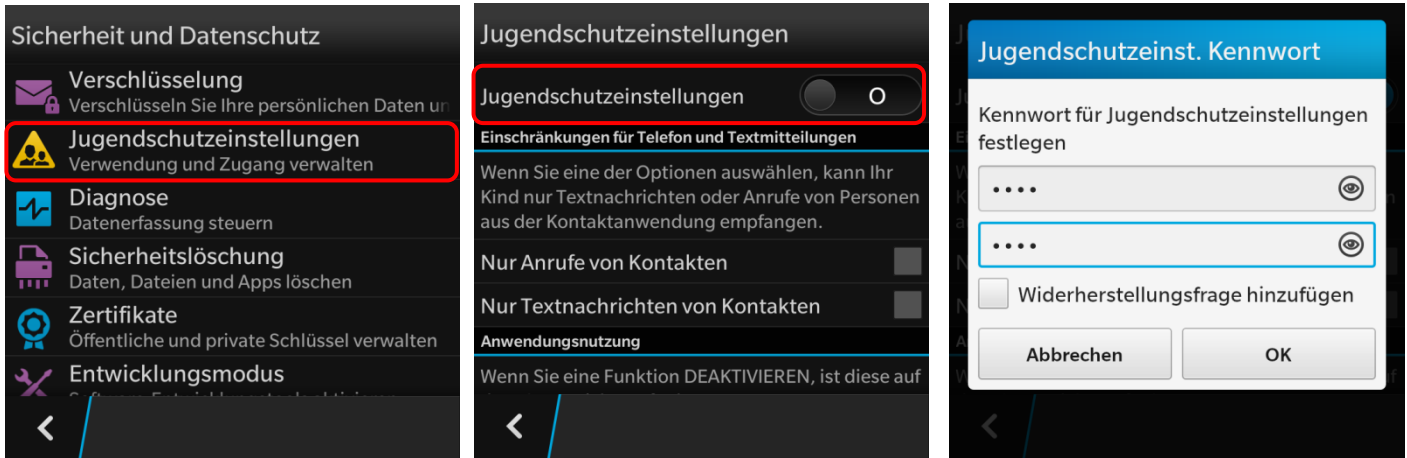 Sicherheit und Datenschutz
Verschlüsselung
Verschlüsseln Sie Ihre persönlichen Daten un
Jugendschutzeinstellungen
Verwendung und Zugang verwalten
Diagnose
Datenerfassung steuern
Sicherheitslöschung
Daten, Dateien und Apps löschen
Zertifikate
Öffentliche und private Schlüssel verwalten
Entwicklungsmodus
Jugendschutzeinstellungen
Jugendschutzeinstellungen O
Einschränkungen für Telefon und Textmitteilungen
Wenn Sie eine der Optionen auswählen, kann Ihr
Kind nur Textnachrichten oder Anrufe von Personen
aus der Kontaktanwendung empfangen.
Nur Anrufe von Kontakten
Nur Textnachrichten von Kontakten
Anwendungsnutzung
Wenn Sie eine Funktion DEAKTIVIEREN, ist diese auf
Jugendschutzeinst. Kennwort
Kennwort für Jugendschutzeinstellungen
festlegen
••••
••••
Widerherstellungsfrage hinzufügen
Abbrechen OK